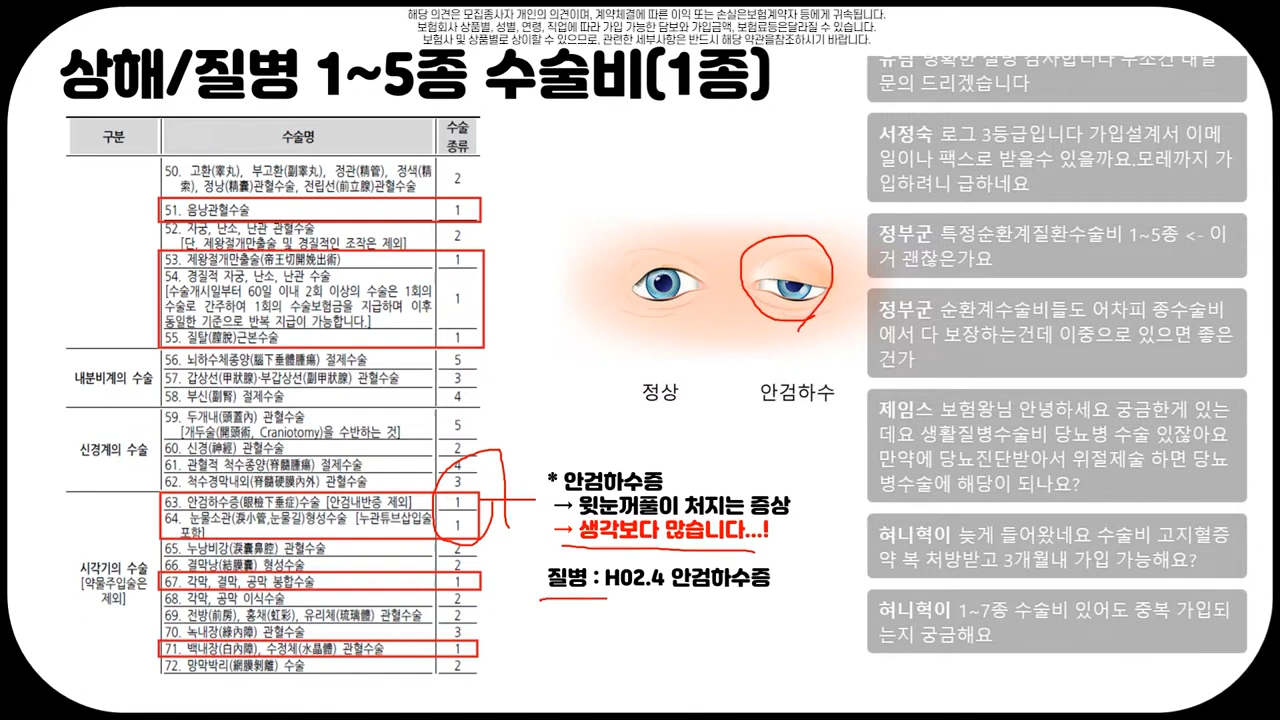 해당 의견은 모집종사자 개인의 의견이며, 계약체결에 따른 이익 또는 손실은보험계약자 등에게 귀속됩니다.
보험회사 상품별, 성별, 연령, 직업에 따라 가입 가능한 담보와 가입금액, 보험료등은달라질 수 있습니다.
보험사 및 상품별로 상이할 수 있으므로, 관련한 세부사항은 반드시 해당 약관을참조하시기 바랍니다.
상해/질병 1~5종 수술비(1종)
구분 수술명 수술
종류
50. 고환(睾丸), 부고환(副睾丸), 정관(精管), 정색(精
索), 정낭(精囊)관혈수술, 전립선(前立腺)관혈수술 2
51. 음낭관혈수술 1
52. 자궁, 난소, 난관 관혈수술
[단, 제왕절개만출술 및 경질적인 조작은 제외] 2
53. 제왕절개만출술(帝王切開娩出術) 1
54. 경질적 자궁, 난소, 난관 수술
[수술개시일부터 60일 이내 2회 이상의 수술은 1회의
수술로 간주하여 1회의 수술보험금을 지급하며 이후
동일한 기준으로 반복 지급이 가능합니다.] 1
55. 질탈(膣脫)근본수술 1
내분비계의 수술
56. 뇌하수체종양(腦下垂體腫瘍) 절제수술 5
57. 갑상선(甲狀腺)·부갑상선(副甲狀腺) 관혈수술 3
58. 부신(副腎) 절제수술 4
신경계의 수술
59. 두개내(頭蓋內) 관혈수술
[개두술(開頭術, Craniotomy)을 수반하는 것] 5
60. 신경(神經) 관혈수술 2
61. 관혈적 척수종양(脊髓腫瘍) 절제수술 4
62. 척수경막내외(脊髓硬膜內外) 관혈수술 3
시각기의 수술
[약물주입술은
제외]
63. 안검하수증(眼瞼下垂症)수술 [안검내반증 제외] 1
64. 눈물소관(淚小管,눈물길)형성수술 [누관튜브삽입술
포함] 1
65. 누낭비강(淚囊鼻腔) 관혈수술 2
66. 결막낭(結膜囊) 형성수술 2
67. 각막, 결막, 공막 봉합수술 1
68. 각막, 공막 이식수술 2
69. 전방(前房), 홍채(虹彩), 유리체(琉璃體) 관혈수술 2
70. 녹내장(綠內障) 관혈수술 3
71. 백내장(白內障), 수정체(水晶體) 관혈수술 1
72. 망막박리(網膜剝離) 수술 2
정상 안검하수
* 안검하수증
→ 윗눈꺼풀이 처지는 증상
→ 생각보다 많습니다...!
질병 : H02.4 안검하수증
문의 드리겠습니다
서정숙 로그 3등급입니다 가입설계서 이메
일이나 팩스로 받을수 있을까요.모레까지 가
입하려니 급하네요
정부군 특정순환계질환수술비 1~5종 <- 이
거 괜찮은가요
정부군 순환계수술비들도 어차피 종수술비
에서 다 보장하는건데 이중으로 있으면 좋은
건가
제임스 보험왕님 안녕하세요 궁금한게 있는
데요 생활질병수술비 당뇨병 수술 있잖아요
만약에 당뇨진단받아서 위절제술 하면 당뇨
병수술에 해당이 되나요?
허니혁이 늦게 들어왔네요 수술비 고지혈증
약 복 처방받고 3개월내 가입 가능해요?
허니혁이 1~7종 수술비 있어도 중복 가입되
는지 궁금해요